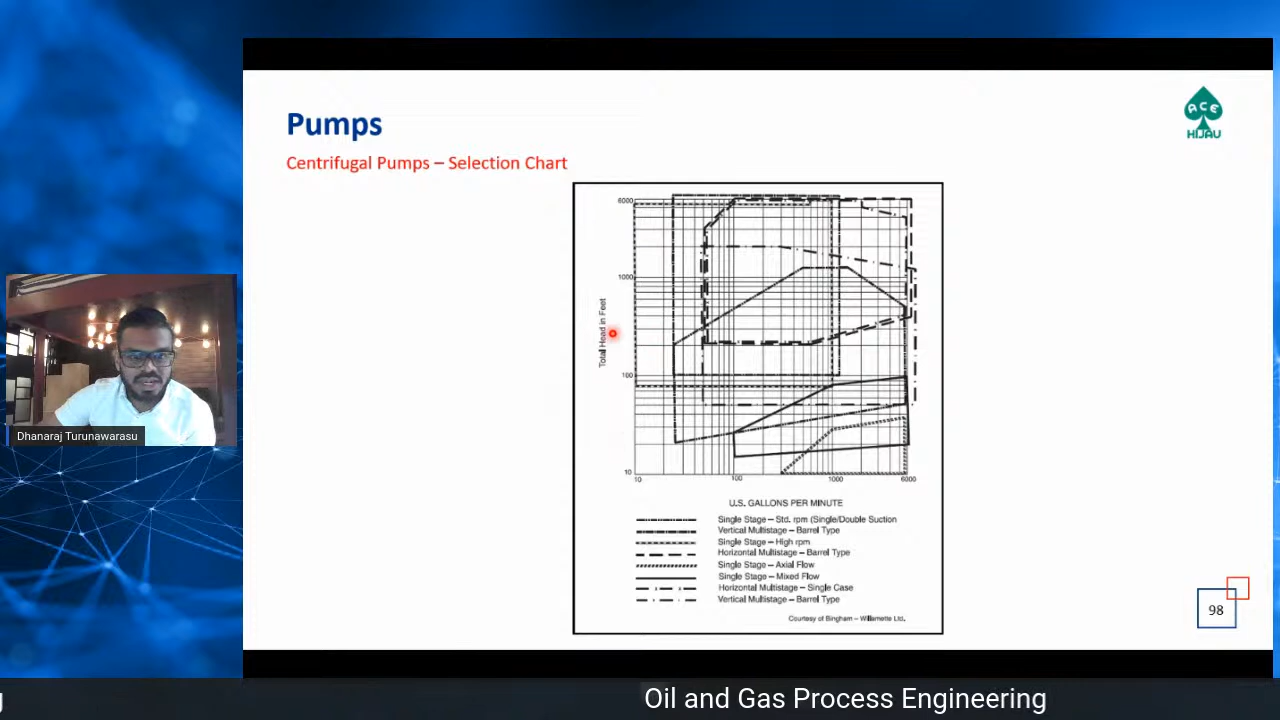 Pumps
Centrifugal Pumps – Selection Chart
ACE
HIJAU
6000
1000
Total Head in Feet
100
10
10
100
1000
6000
U.S. GALLONS PER MINUTE
Single Stage – Std. rpm (Single/Double Suction
Vertical Multistage – Barrel Type
Single Stage – High rpm
Horizontal Multistage – Barrel Type
Single Stage – Axial Flow
Single Stage – Mixed Flow
Horizontal Multistage – Single Case
Vertical Multistage – Barrel Type
Courtesy of Bingham – Willamette Ltd.
98
Dhanaraj Turunawarasu
g
Oil and Gas Process Engineering